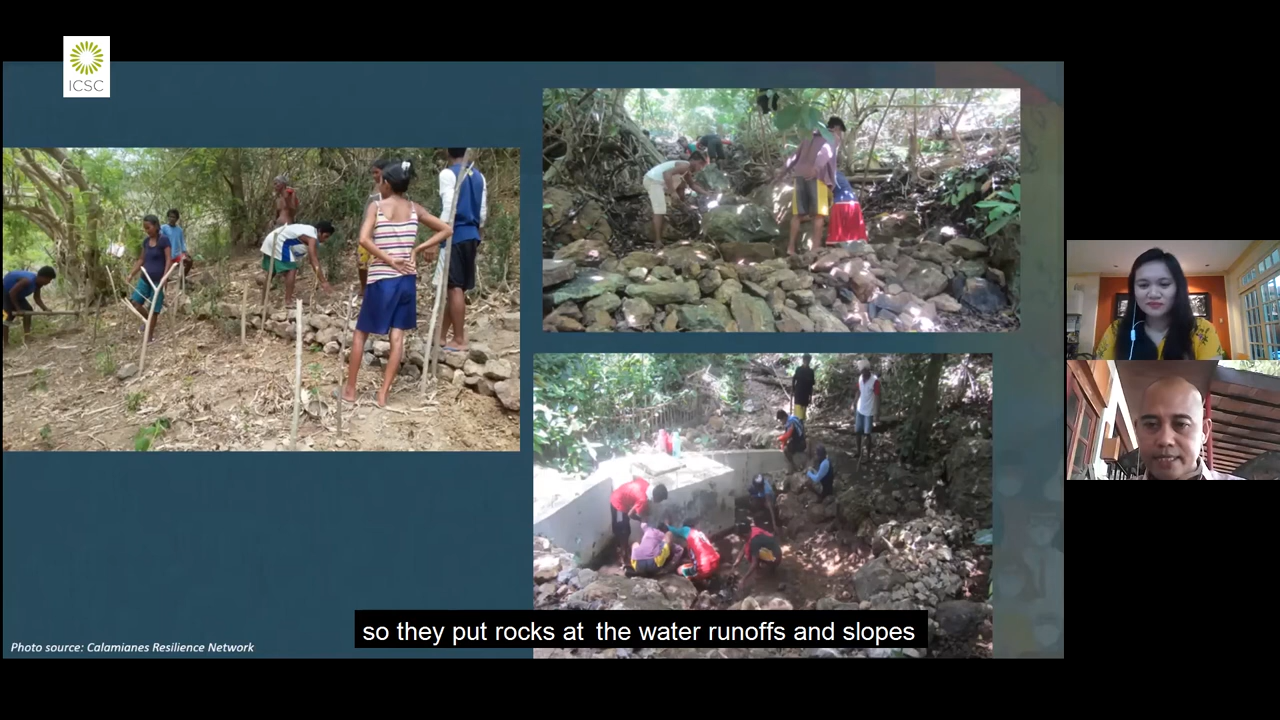 ICSC
Photo source: Calamianes Resilience Network
so they put rocks at the water runoffs and slopes